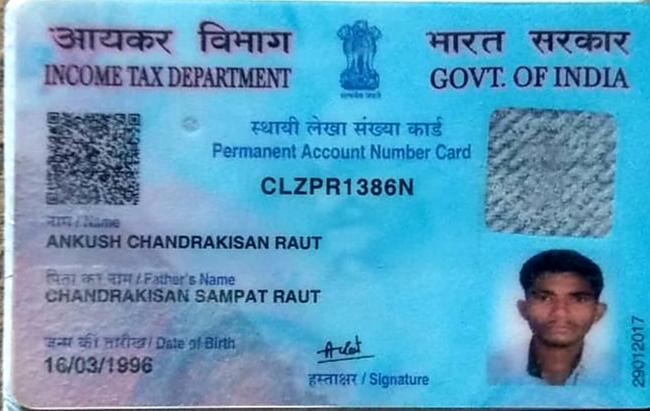 आयकर विभाग
INCOME TAX DEPARTMENT
भारत सरकार
GOVT. OF INDIA
सत्यमेव जयते
स्थायी लेखा संख्या कार्ड
Permanent Account Number Card
CLZPR1386N
नाम / Name
ANKUSH CHANDRAKISAN RAUT
पिता का नाम / Father's Name
CHANDRAKISAN SAMPAT RAUT
जन्म की तारीख / Date of Birth
16/03/1996
हस्ताक्षर / Signature
29012017